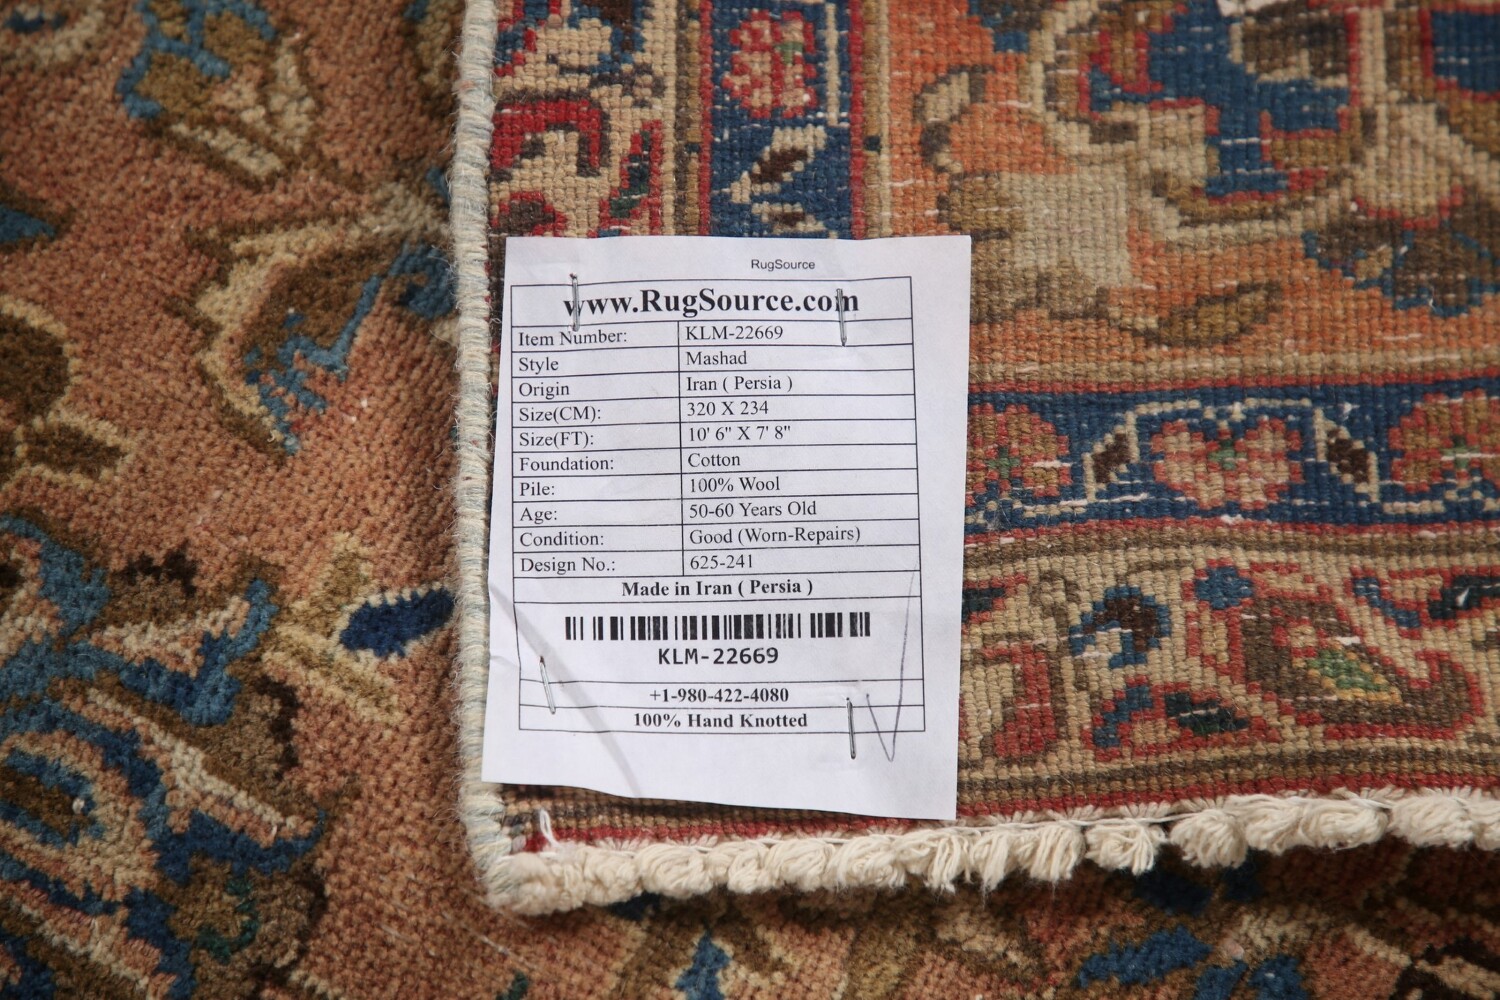 RugSource
www.RugSource.com
Item Number: KLM-22669
Style Mashad
Origin Iran ( Persia )
Size(CM): 320 X 234
Size(FT): 10' 6" X 7' 8"
Foundation: Cotton
Pile: 100% Wool
Age: 50-60 Years Old
Condition: Good (Worn-Repairs)
Design No.: 625-241
Made in Iran ( Persia )
KLM-22669
+1-980-422-4080
100% Hand Knotted